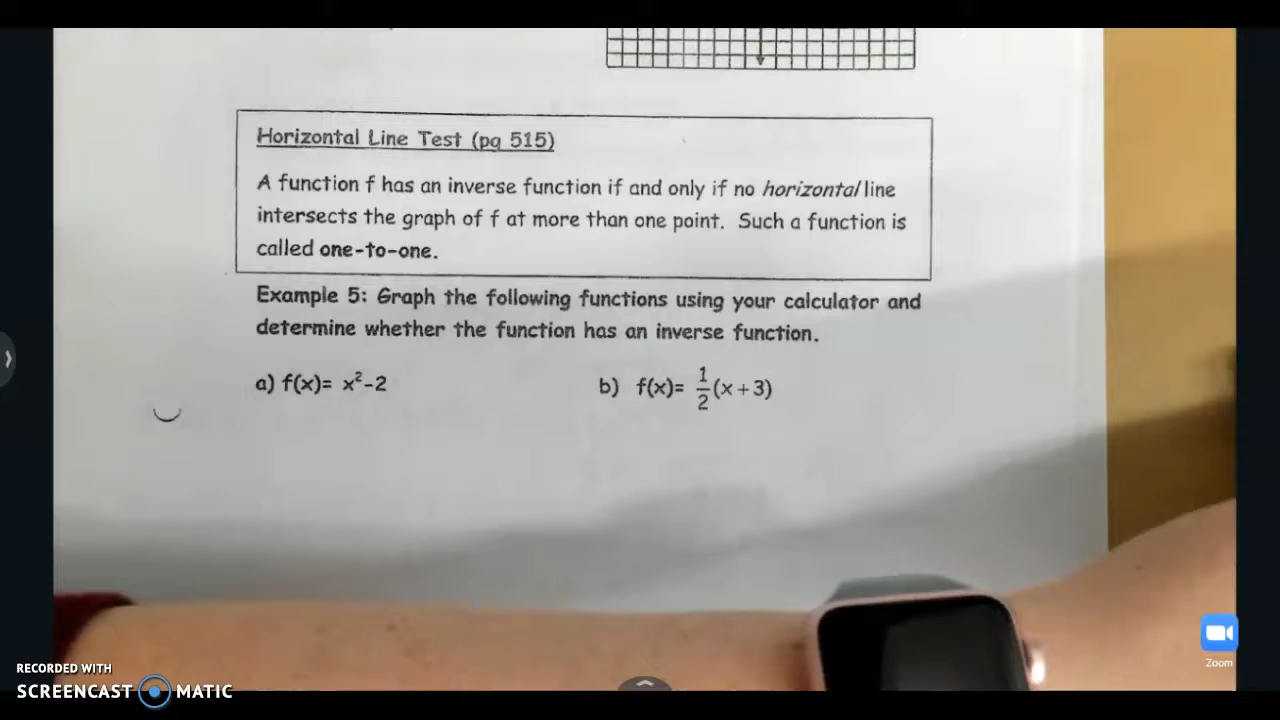 Horizontal Line Test (pg 515)
A function f has an inverse function if and only if no horizontal line
intersects the graph of f at more than one point. Such a function is
called one-to-one.
Example 5: Graph the following functions using your calculator and
determine whether the function has an inverse function.
a) f(x)= x²-2
b) f(x)= 1/2(x+3)
Zoom
RECORDED WITH
SCREENCAST MATIC